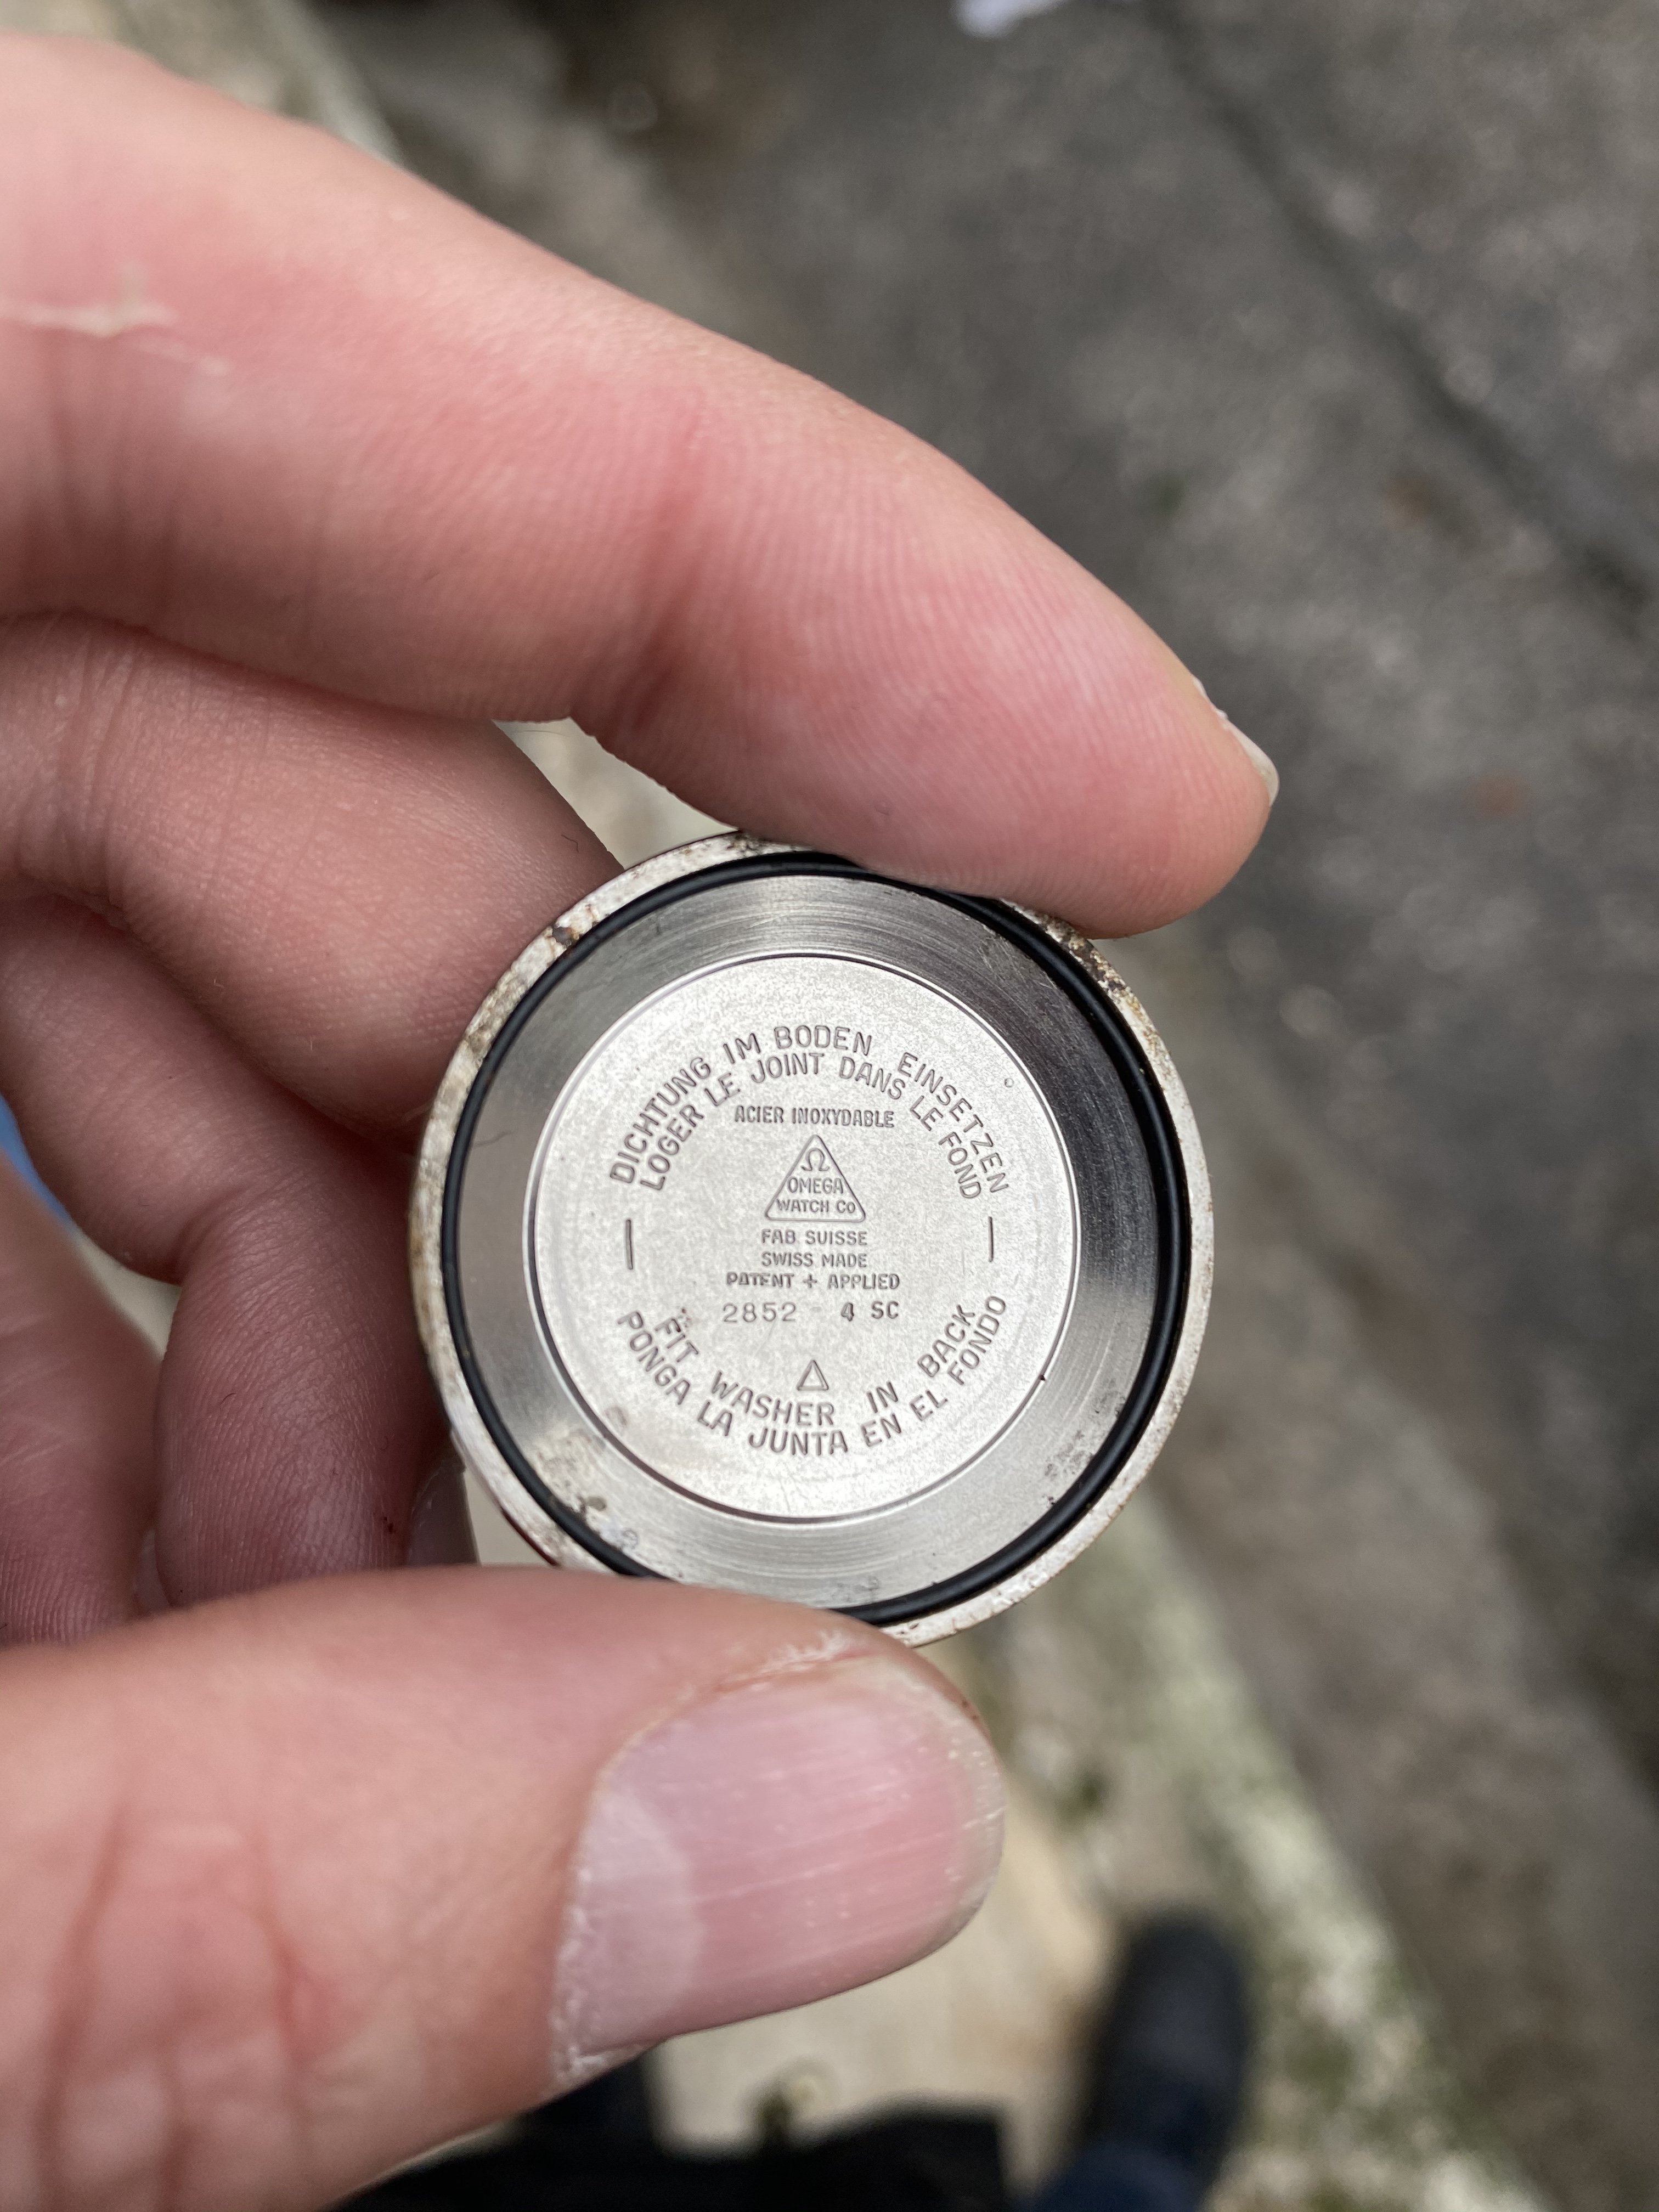 DICHTUNG IM BODEN EINSETZEN
LOGER LE JOINT DANS LE FOND
ACIER INOXYDABLE
Ω
OMEGA
WATCH Co
FAB. SUISSE
SWISS MADE
PATENT + APPLIED
2852 - 4 SC
FIT WASHER IN BACK
PONGA LA JUNTA EN EL FONDO